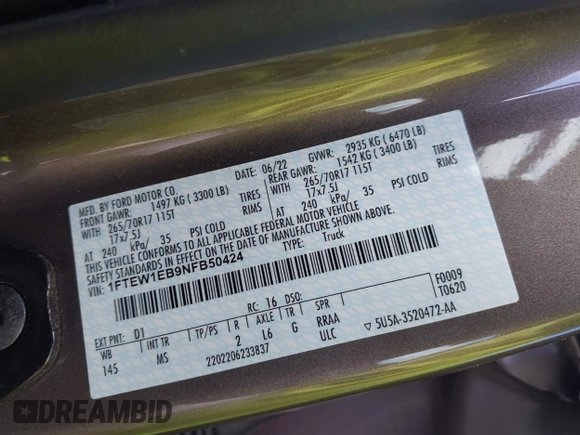 MFD. BY FORD MOTOR CO.
DATE: 06/22 GVWR: 2935 KG ( 6470 LB)
FRONT GAWR: 1497 KG ( 3300 LB)
REAR GAWR: 1542 KG ( 3400 LB)
WITH 265/70R17 115T TIRES
WITH 265/70R17 115T TIRES
17x7.5J RIMS
17x7.5J RIMS
AT 240 kPa/ 35 PSI COLD
AT 240 kPa/ 35 PSI COLD
THIS VEHICLE CONFORMS TO ALL APPLICABLE FEDERAL MOTOR VEHICLE
SAFETY STANDARDS IN EFFECT ON THE DATE OF MANUFACTURE SHOWN ABOVE.
VIN: 1FTEW1EB9NFB50424
TYPE: Truck
F0009
T0620
EXT PNT: D1 RC: 16 DSO:
WB INT TR TP/PS R AXLE TR SPR
145 MS 2 L6 G RRAA
ULC
5U5A-3520472-AA
2202206233837
DREAMBID